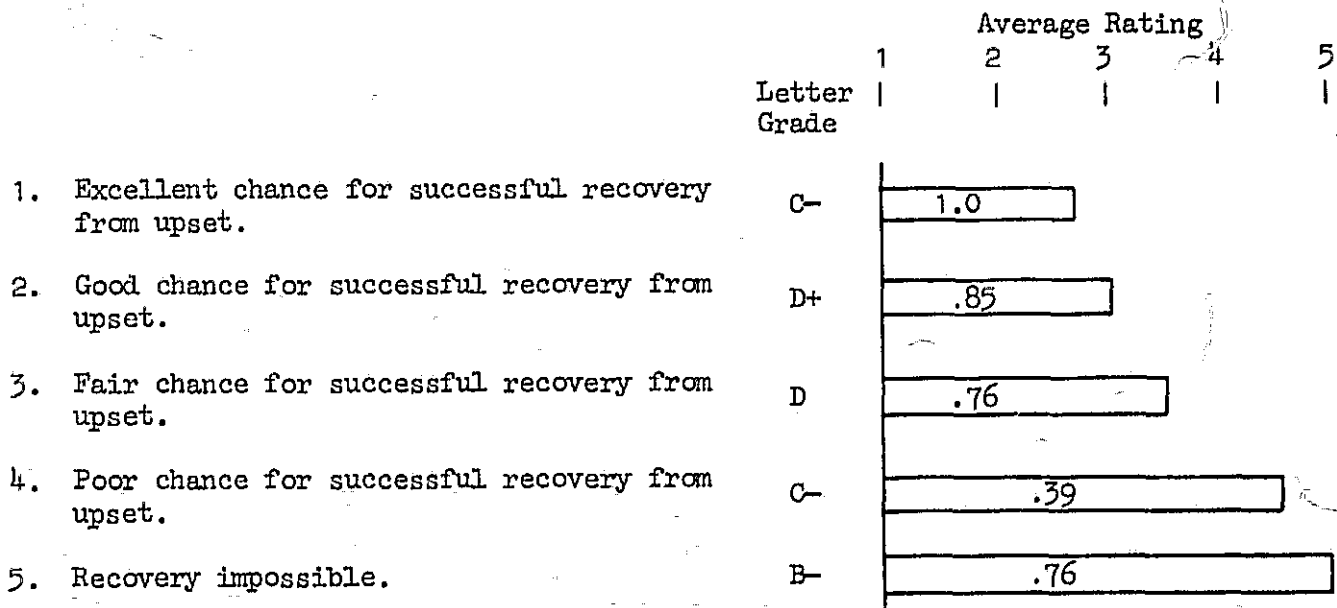 Average Rating
1 2 3 4 5
Letter
Grade
1. Excellent chance for successful recovery C- 1.0
from upset.
2. Good chance for successful recovery from D+ .85
upset.
3. Fair chance for successful recovery from D .76
upset.
4. Poor chance for successful recovery from C- .39
upset.
5. Recovery impossible. B- .76